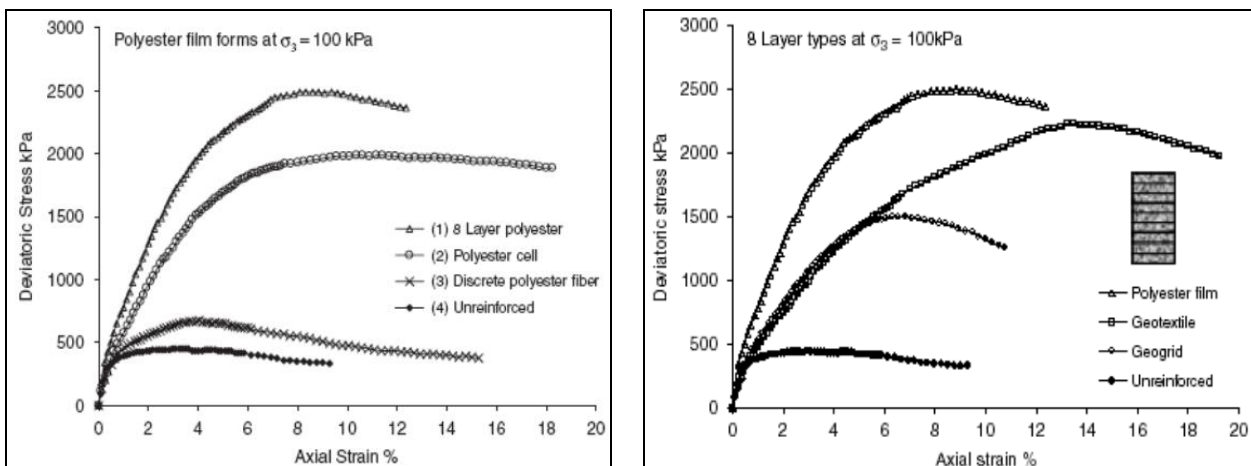 Polyester film forms at σ3 = 100 kPa
Deviatoric Stress kPa
3000
2500
2000
1500
1000
500
0
(1) 8 Layer polyester
(2) Polyester cell
(3) Discrete polyester fiber
(4) Unreinforced
0 2 4 6 8 10 12 14 16 18 20
Axial Strain %
8 Layer types at σ3 = 100kPa
Deviatoric stress kPa
3000
2500
2000
1500
1000
500
0
Polyester film
Geotextile
Geogrid
Unreinforced
0 2 4 6 8 10 12 14 16 18 20
Axial strain %